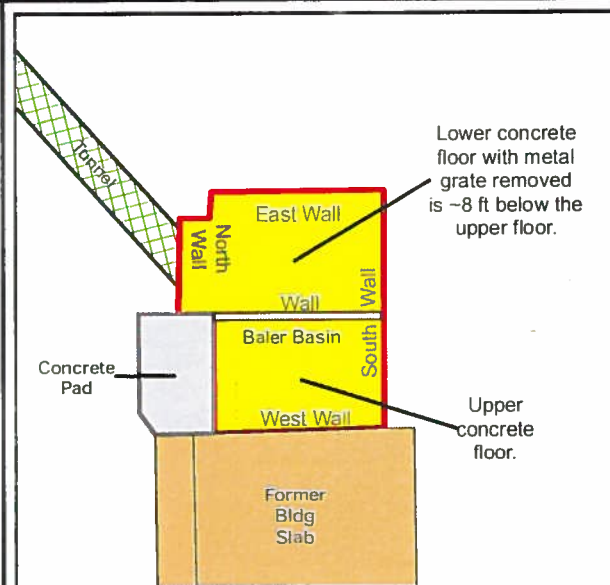 Tunnel
Lower concrete
floor with metal
grate removed
is ~8 ft below the
upper floor.
East Wall
North
Wall
Wall
South Wall
Baler Basin
Concrete
Pad
West Wall
Upper
concrete
floor.
Former
Bldg
Slab